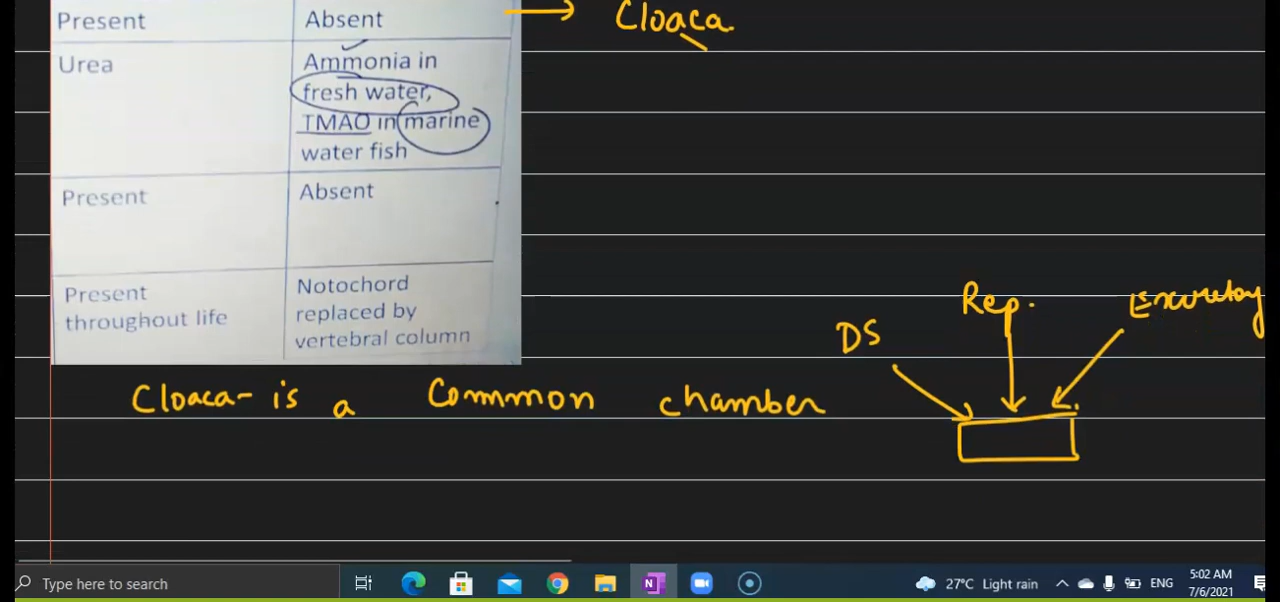 Present Absent
Cloaca
Urea Ammonia in
fresh water,
TMAO in marine
water fish
Present Absent
Present Notochord
throughout life replaced by
vertebral column
Rep.
Excretory
DS
Cloaca- is a Common chamber
Type here to search
27°C Light rain
ENG
5:02 AM
7/6/2021